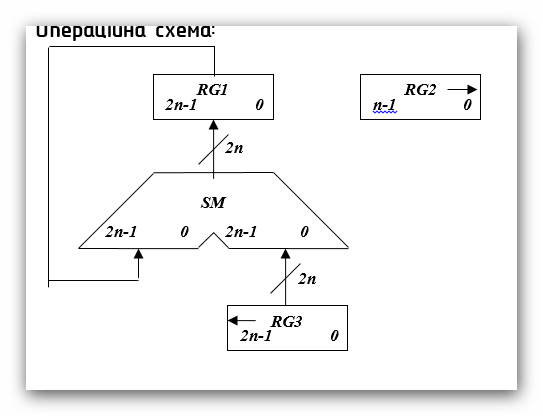 Операційна схема:
RG1
2n-1 0
RG2
n-1 0
2n
SM
2n-1 0 2n-1 0
2n
RG3
2n-1 0